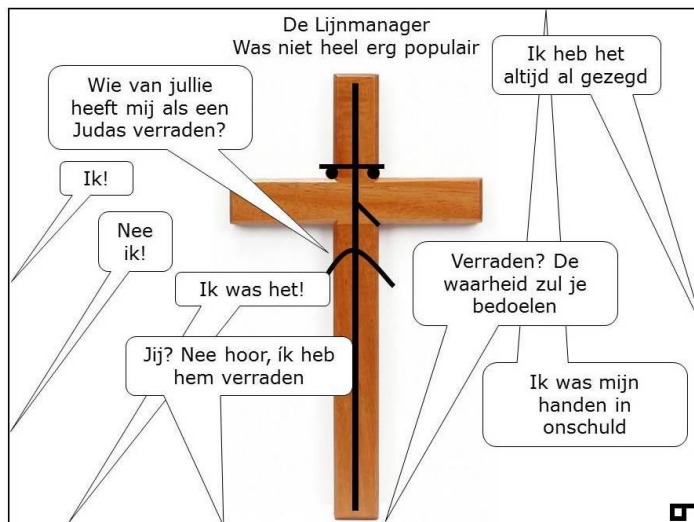 De Lijnmanager
Was niet heel erg populair
Ik heb het
altijd al gezegd
Wie van jullie
heeft mij als een
Judas verraden?
Ik!
Nee
ik!
Ik was het!
Verraden? De
waarheid zul je
bedoelen
Jij? Nee hoor, ík heb
hem verraden
Ik was mijn
handen in
onschuld